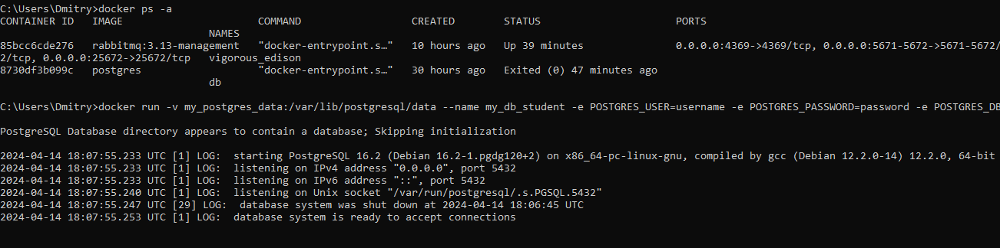 C:\Users\Dmitry>docker ps -a
CONTAINER ID   IMAGE                      COMMAND                  CREATED        STATUS                      PORTS
                                  NAMES
85bcc6cde276   rabbitmq:3.13-management   "docker-entrypoint.s…"   10 hours ago   Up 39 minutes               0.0.0.0:4369->4369/tcp, 0.0.0.0:5671-5672->5671-5672/
2/tcp, 0.0.0.0:25672->25672/tcp   vigorous_edison
8730df3b099c   postgres                   "docker-entrypoint.s…"   30 hours ago   Exited (0) 47 minutes ago
                                  db
C:\Users\Dmitry>docker run -v my_postgres_data:/var/lib/postgresql/data --name my_db_student -e POSTGRES_USER=username -e POSTGRES_PASSWORD=password -e POSTGRES_DB
PostgreSQL Database directory appears to contain a database; Skipping initialization
2024-04-14 18:07:55.233 UTC [1] LOG:  starting PostgreSQL 16.2 (Debian 16.2-1.pgdg120+2) on x86_64-pc-linux-gnu, compiled by gcc (Debian 12.2.0-14) 12.2.0, 64-bit
2024-04-14 18:07:55.233 UTC [1] LOG:  listening on IPv4 address "0.0.0.0", port 5432
2024-04-14 18:07:55.233 UTC [1] LOG:  listening on IPv6 address "::", port 5432
2024-04-14 18:07:55.240 UTC [1] LOG:  listening on Unix socket "/var/run/postgresql/.s.PGSQL.5432"
2024-04-14 18:07:55.247 UTC [29] LOG:  database system was shut down at 2024-04-14 18:06:45 UTC
2024-04-14 18:07:55.253 UTC [1] LOG:  database system is ready to accept connections